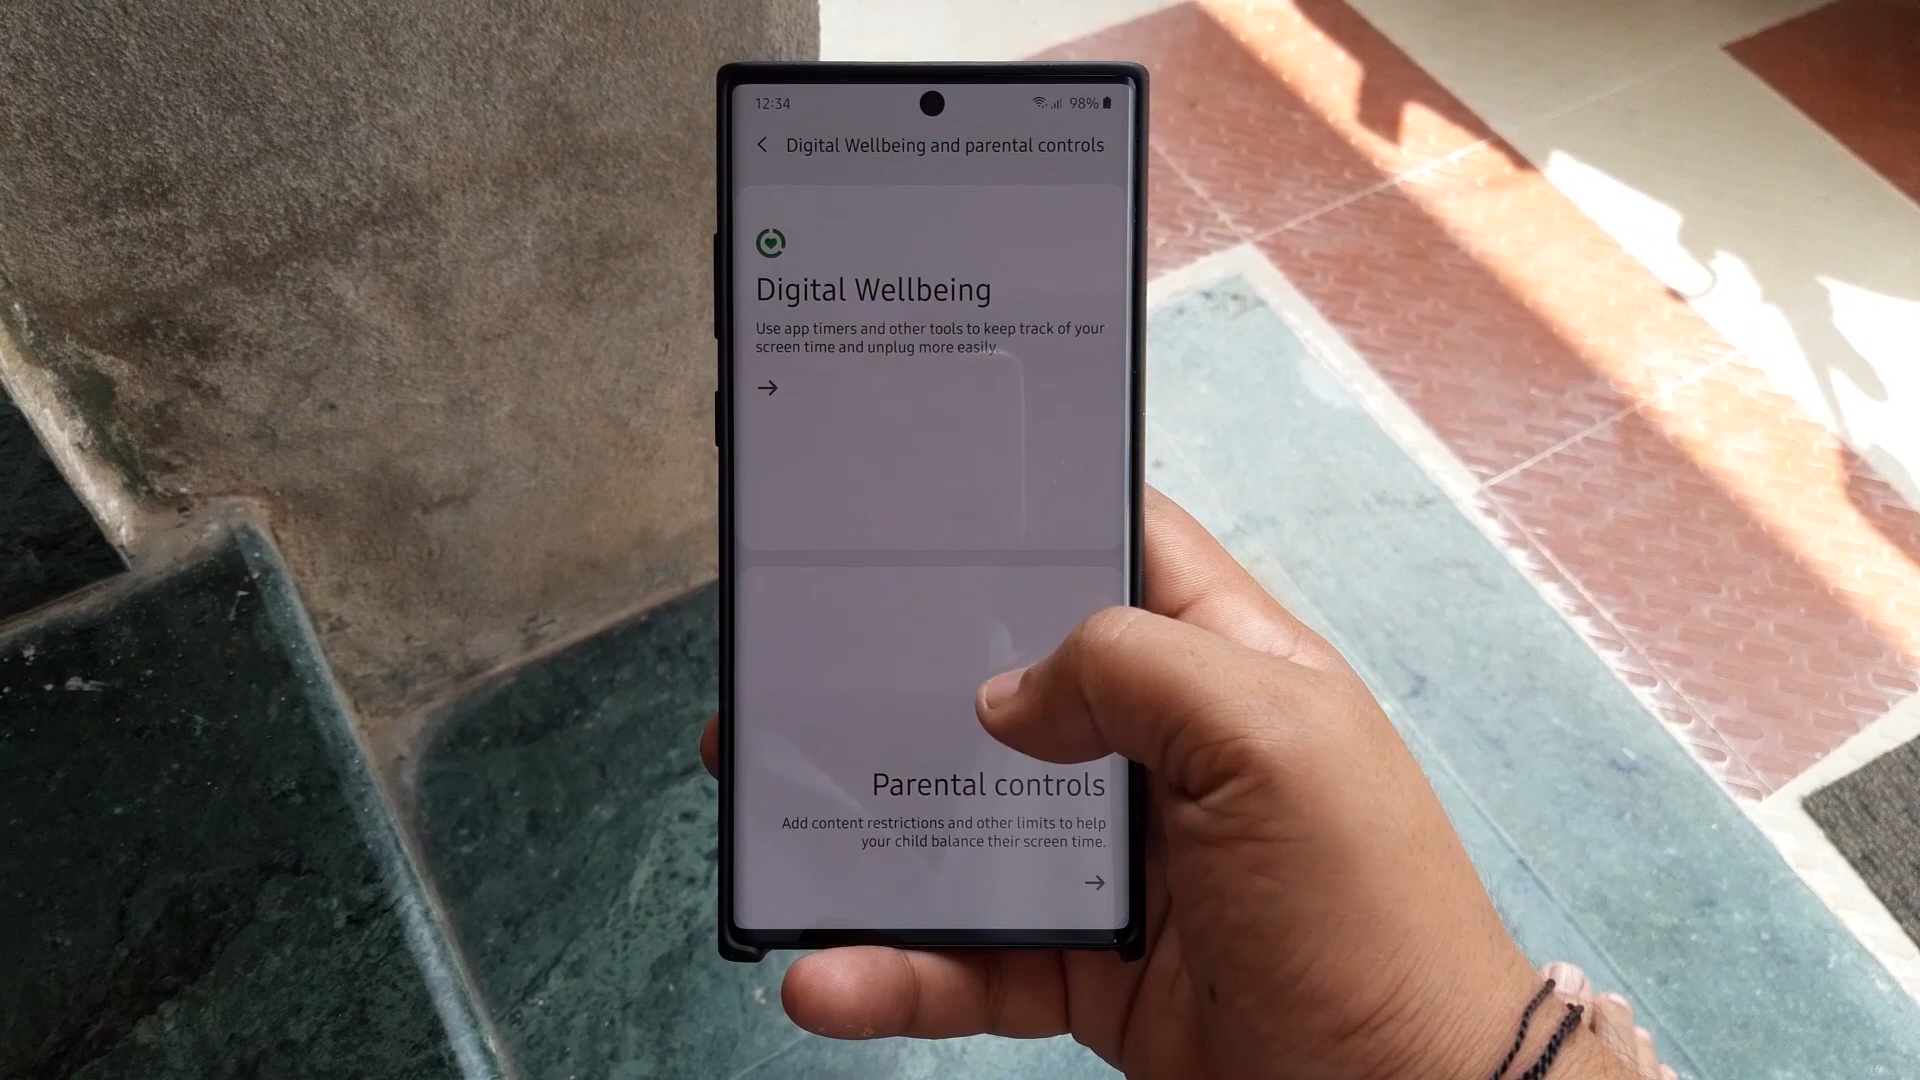 12:34
98%
Digital Wellbeing and parental controls
Digital Wellbeing
Use app timers and other tools to keep track of your
screen time and unplug more easily.
Parental controls
Add content restrictions and other limits to help
your child balance their screen time.